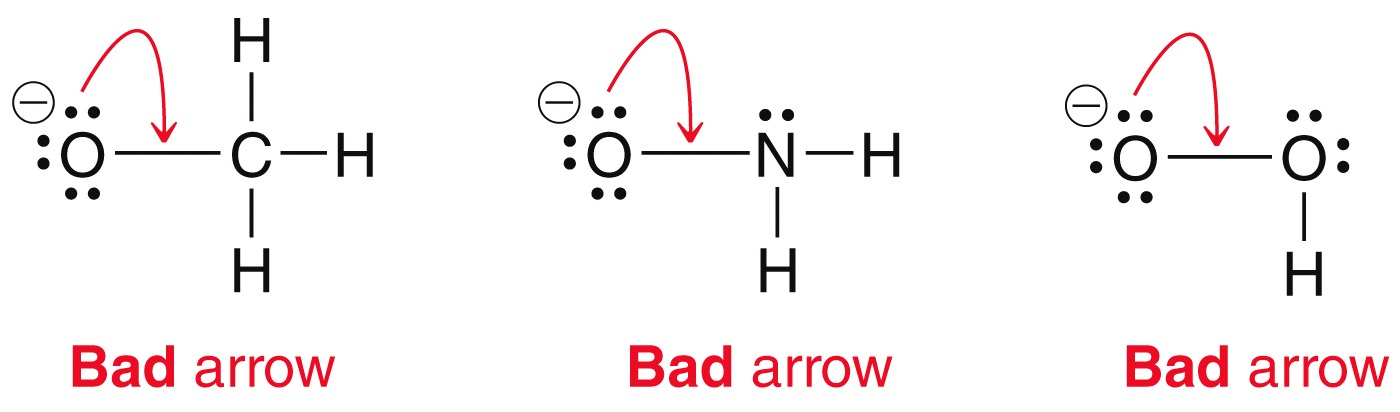 H H
O C H O N H O O
H H H
Bad arrow Bad arrow Bad arrow